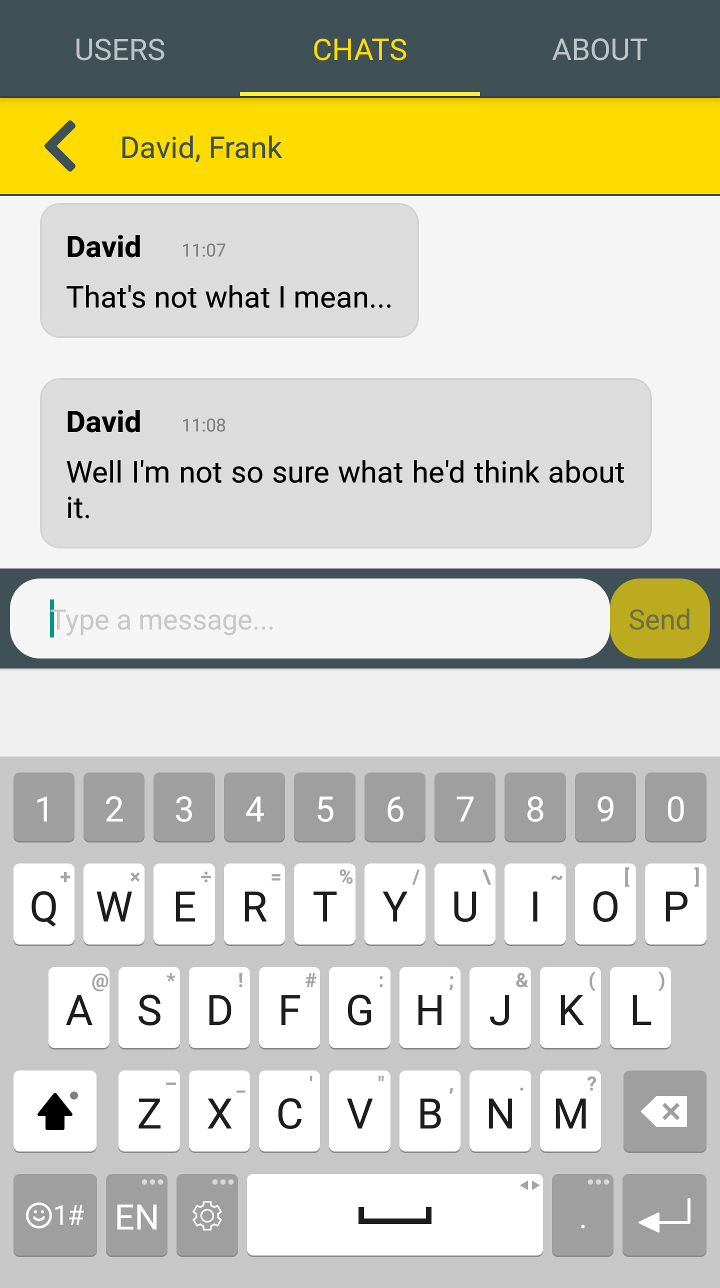 USERS CHATS ABOUT
David, Frank
David 11:07
That's not what I mean...
David 11:08
Well I'm not so sure what he'd think about
it.
Type a message... Send
1 2 3 4 5 6 7 8 9 0
+ × ÷ = % / \ ~ [ ]
Q W E R T Y U I O P
@ * ! # : ; & ( )
A S D F G H J K L
– _ ' " , . ?
Z X C V B N M
1# EN .